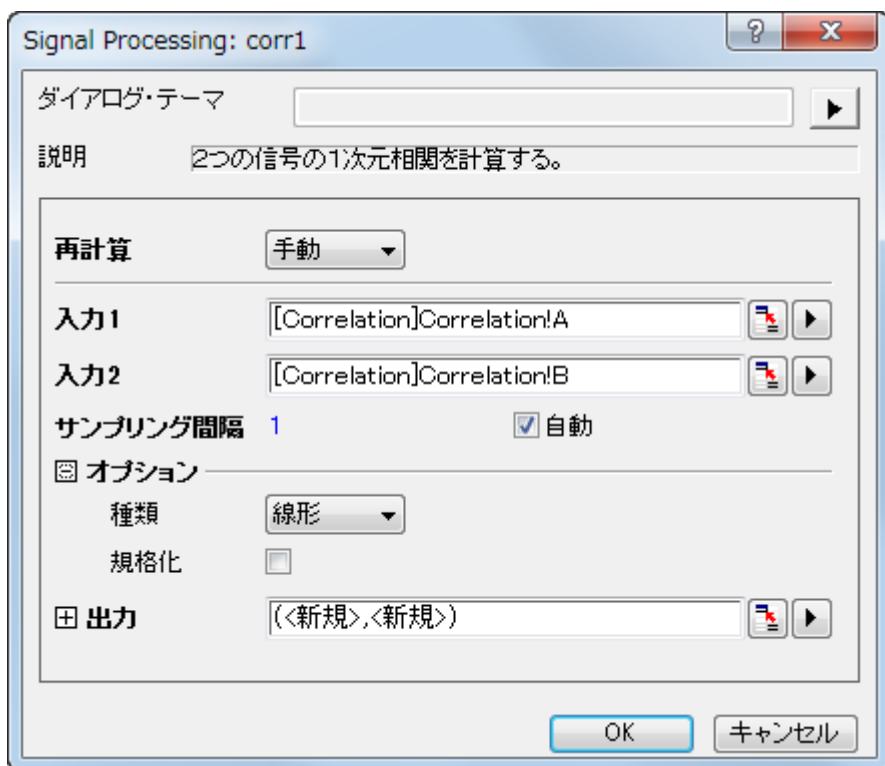 Signal Processing: corr1
ダイアログ・テーマ
説明 2つの信号の1次元相関を計算する。
再計算 手動
入力1 [Correlation]Correlation!A
入力2 [Correlation]Correlation!B
サンプリング間隔 1 自動
オプション
種類 線形
規格化
出力 (<新規>,<新規>)
OK キャンセル